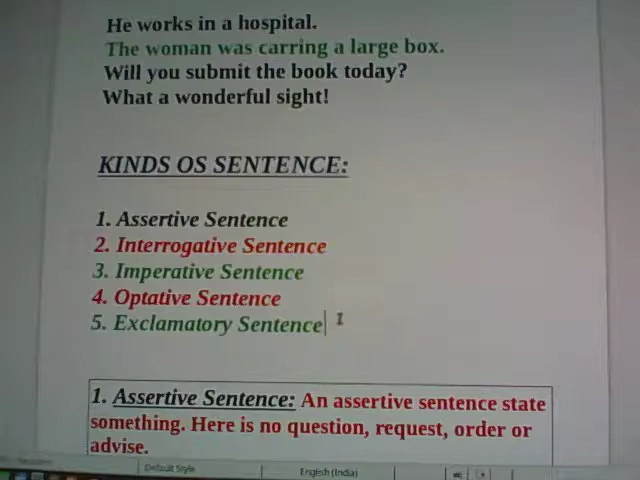 He works in a hospital.
The woman was carring a large box.
Will you submit the book today?
What a wonderful sight!
KINDS OS SENTENCE:
1. Assertive Sentence
2. Interrogative Sentence
3. Imperative Sentence
4. Optative Sentence
5. Exclamatory Sentence
1. Assertive Sentence: An assertive sentence state
something. Here is no question, request, order or
advise.
Default Style English (India)